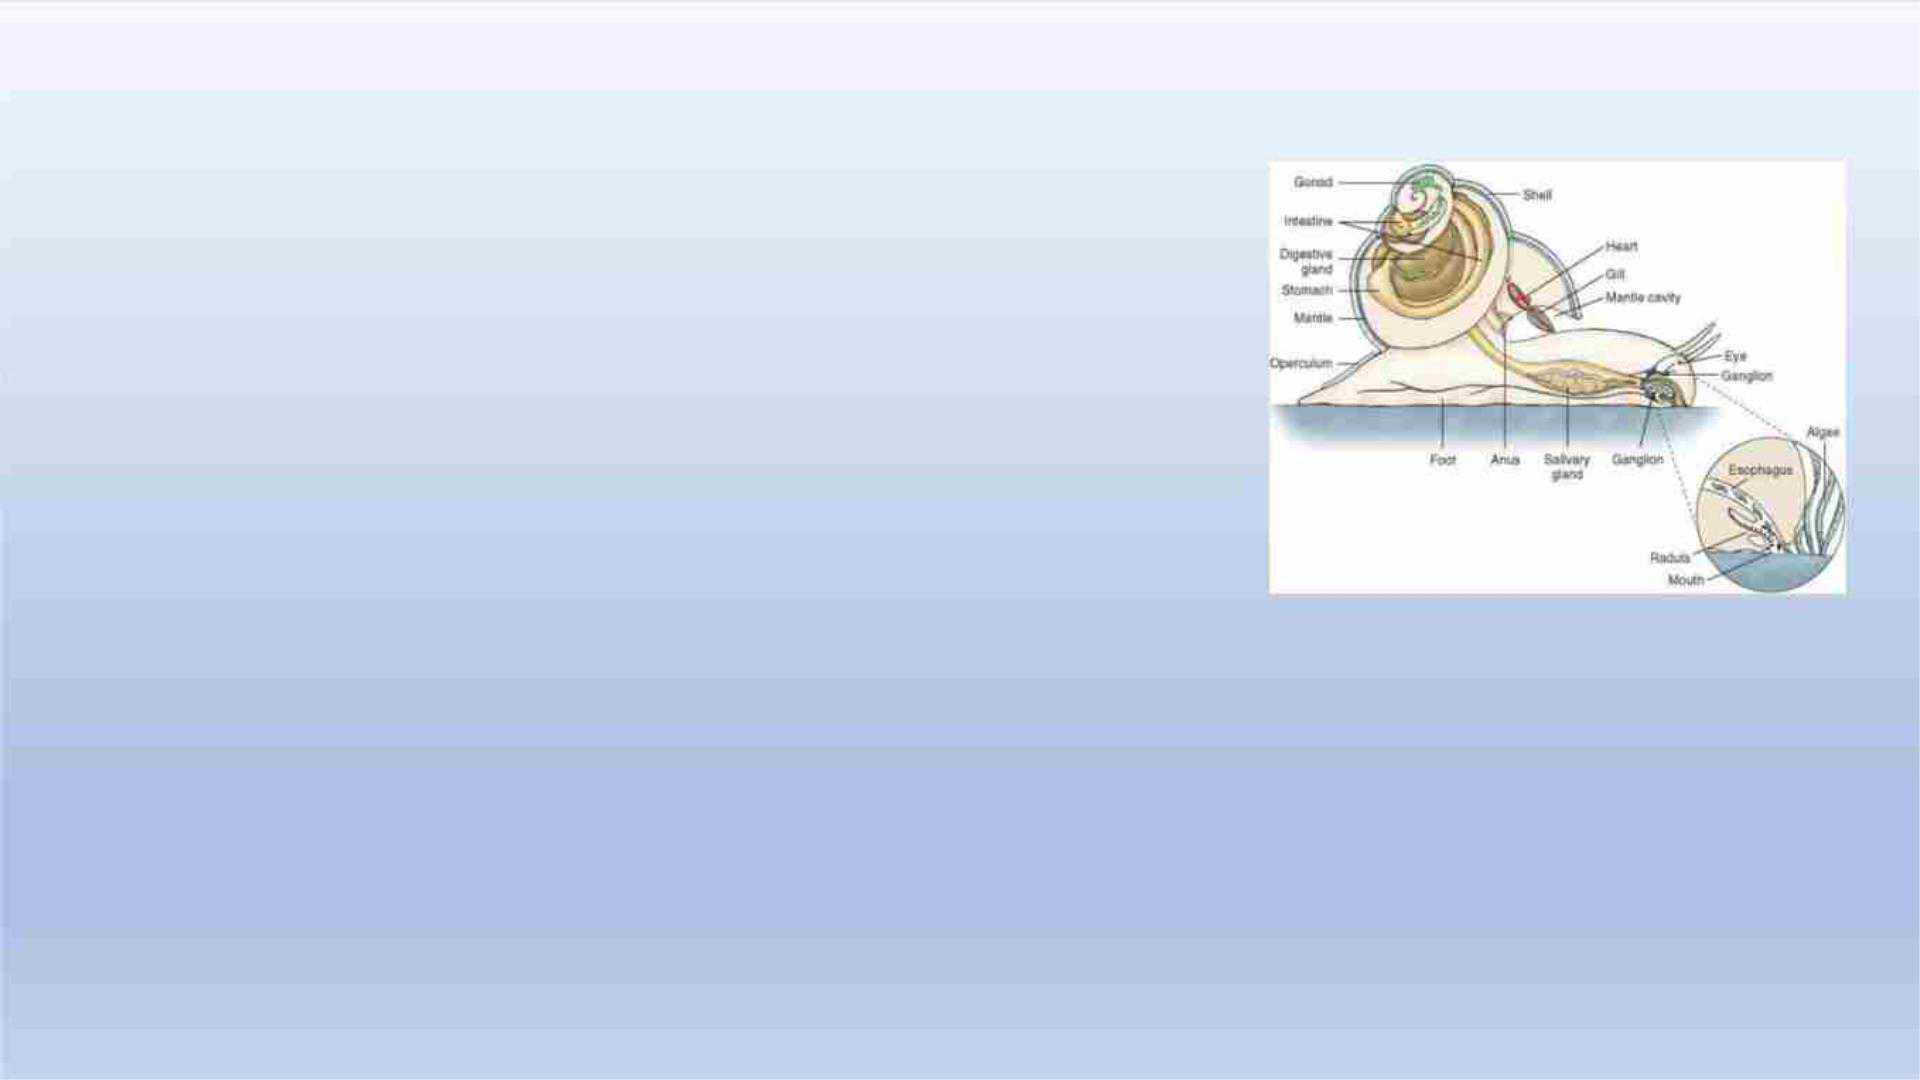 Gonad
Shell
Intestine
Heart
Digestive
gland
Gill
Stomach
Mantle cavity
Mantle
Eye
Operculum
Ganglion
Algae
Foot
Anus
Salivary
gland
Ganglion
Esophagus
Radula
Mouth